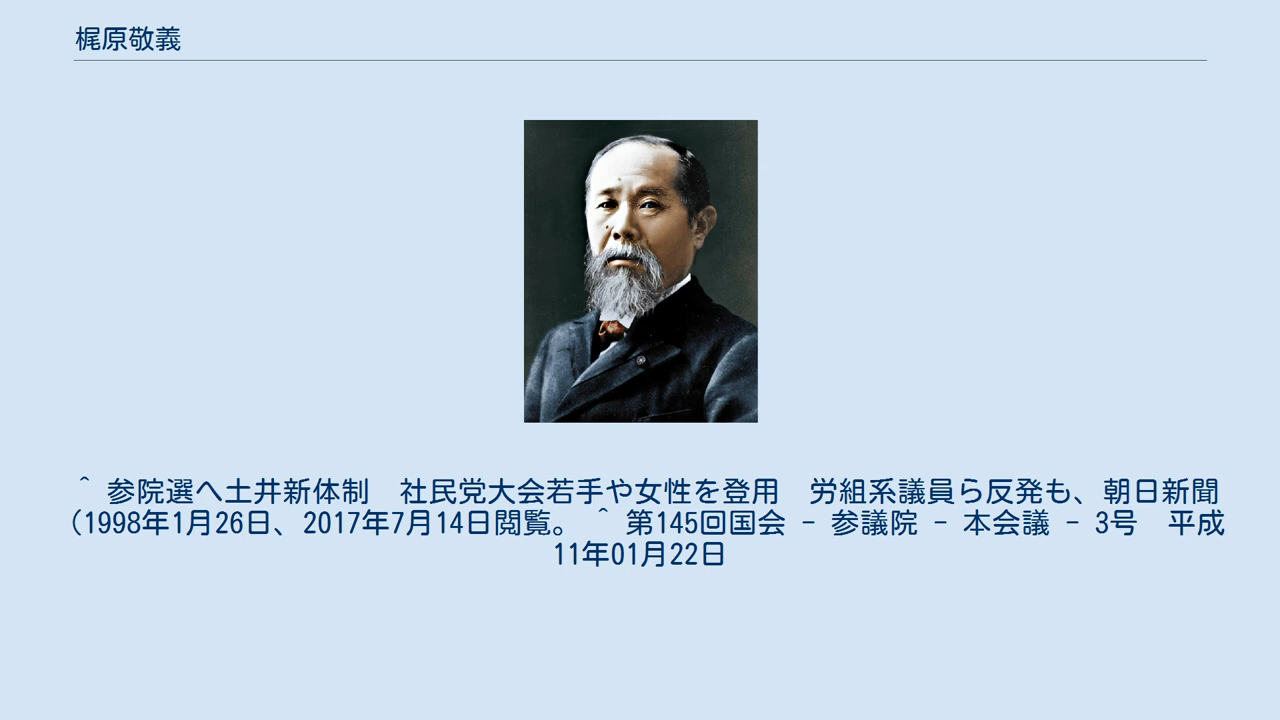 梶原敬義
^ 参院選へ土井新体制　社民党大会若手や女性を登用　労組系議員ら反発も、朝日新聞
(1998年1月26日、2017年7月14日閲覧。 ^ 第145回国会 - 参議院 - 本会議 - 3号　平成
11年01月22日